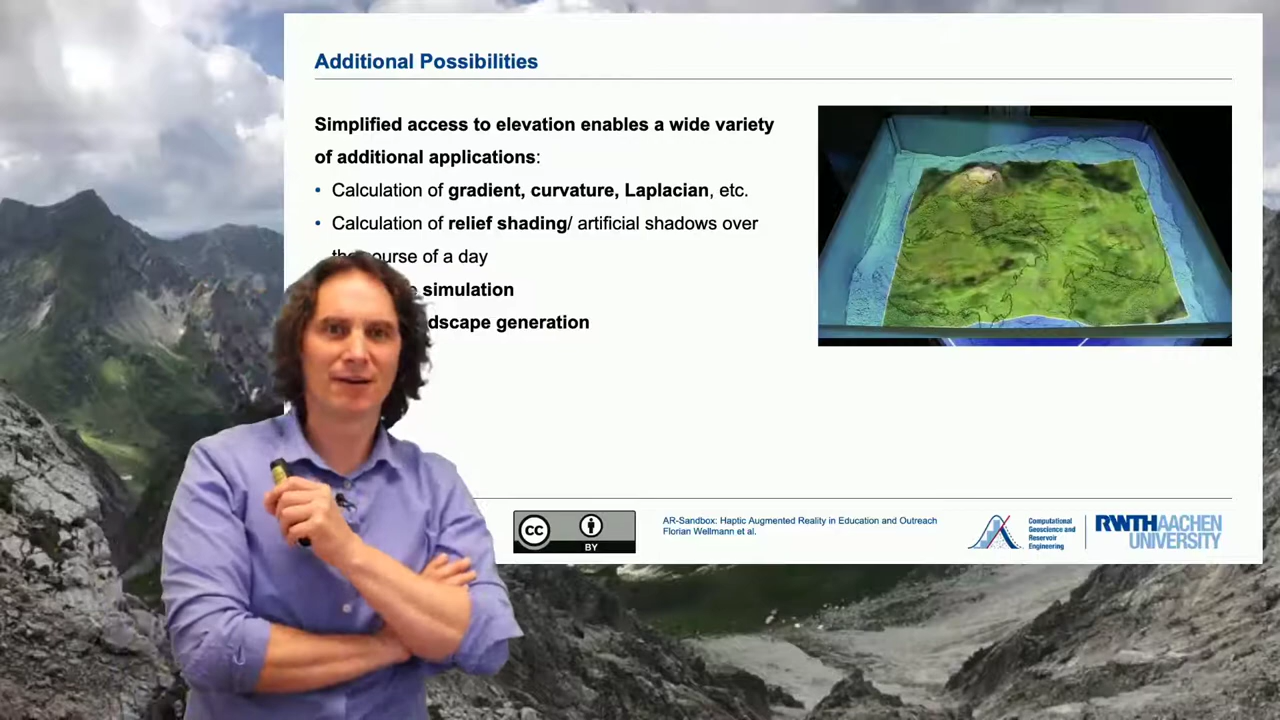 Additional Possibilities
Simplified access to elevation enables a wide variety
of additional applications:
• Calculation of gradient, curvature, Laplacian, etc.
• Calculation of relief shading/ artificial shadows over
course of a day
simulation
generation
CC BY
AR-Sandbox: Haptic Augmented Reality in Education and Outreach
Florian Wellmann et al.
Computational
Geoscience and
Reservoir
Engineering
RWTHAACHEN
UNIVERSITY